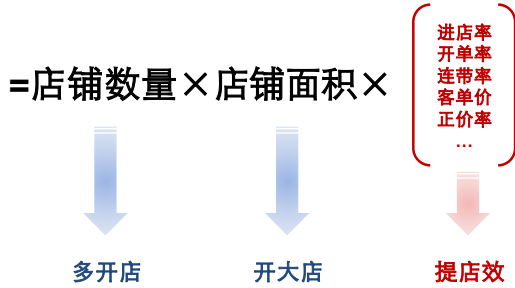 =店铺数量×店铺面积×
进店率
开单率
连带率
客单价
正价率
...
多开店
开大店
提店效